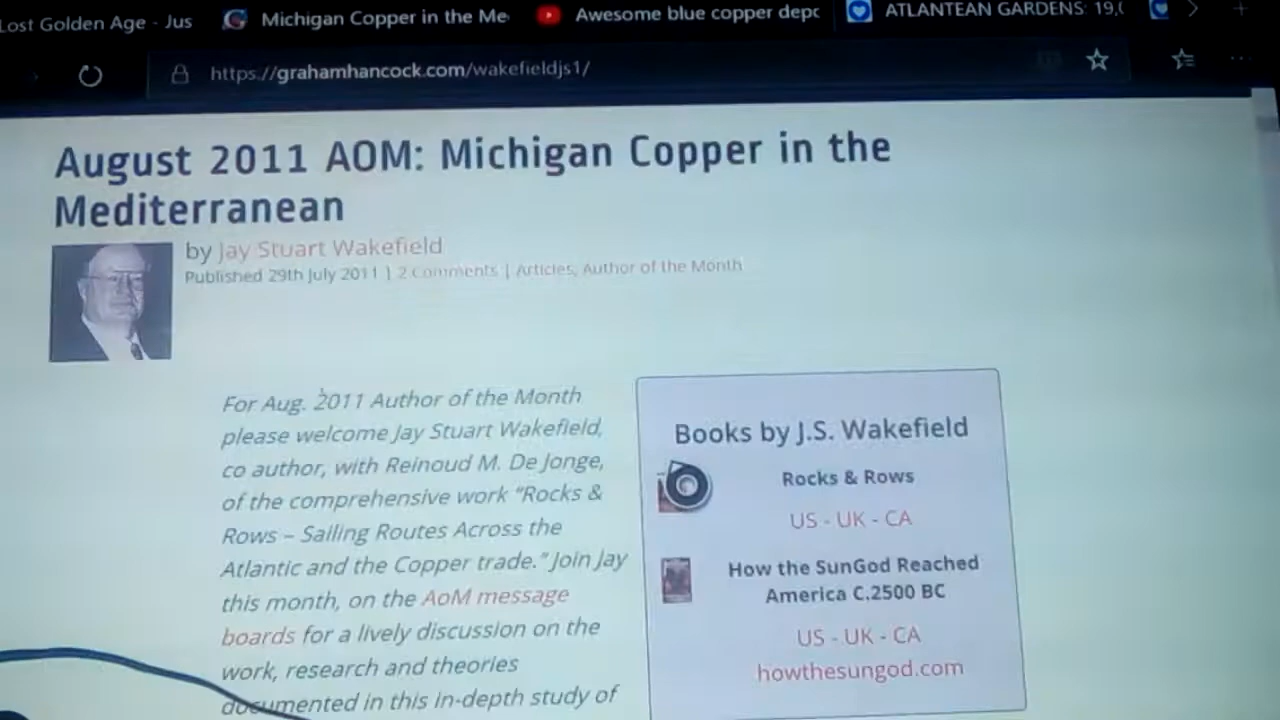 Lost Golden Age - Jus
Michigan Copper in the Me
Awesome blue copper depc
ATLANTEAN GARDENS: 19,(
https://grahamhancock.com/wakefieldjs1/
August 2011 AOM: Michigan Copper in the
Mediterranean
by Jay Stuart Wakefield
Published 29th July 2011 | 2 Comments | Articles, Author of the Month
For Aug. 2011 Author of the Month
please welcome Jay Stuart Wakefield,
co author, with Reinoud M. De Jonge,
of the comprehensive work "Rocks &
Rows – Sailing Routes Across the
Atlantic and the Copper trade." Join Jay
this month, on the AoM message
boards for a lively discussion on the
work, research and theories
documented in this in-depth study of
Books by J.S. Wakefield
Rocks & Rows
US - UK - CA
How the SunGod Reached
America C.2500 BC
US - UK - CA
howthesungod.com